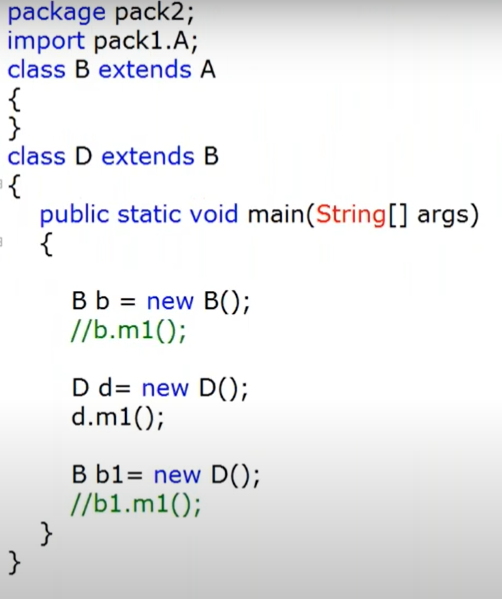 package pack2;
import pack1.A;
class B extends A
{
}
class D extends B
{
public static void main(String[] args)
{
B b = new B();
//b.m1();
D d= new D();
d.m1();
B b1= new D();
//b1.m1();
}
}